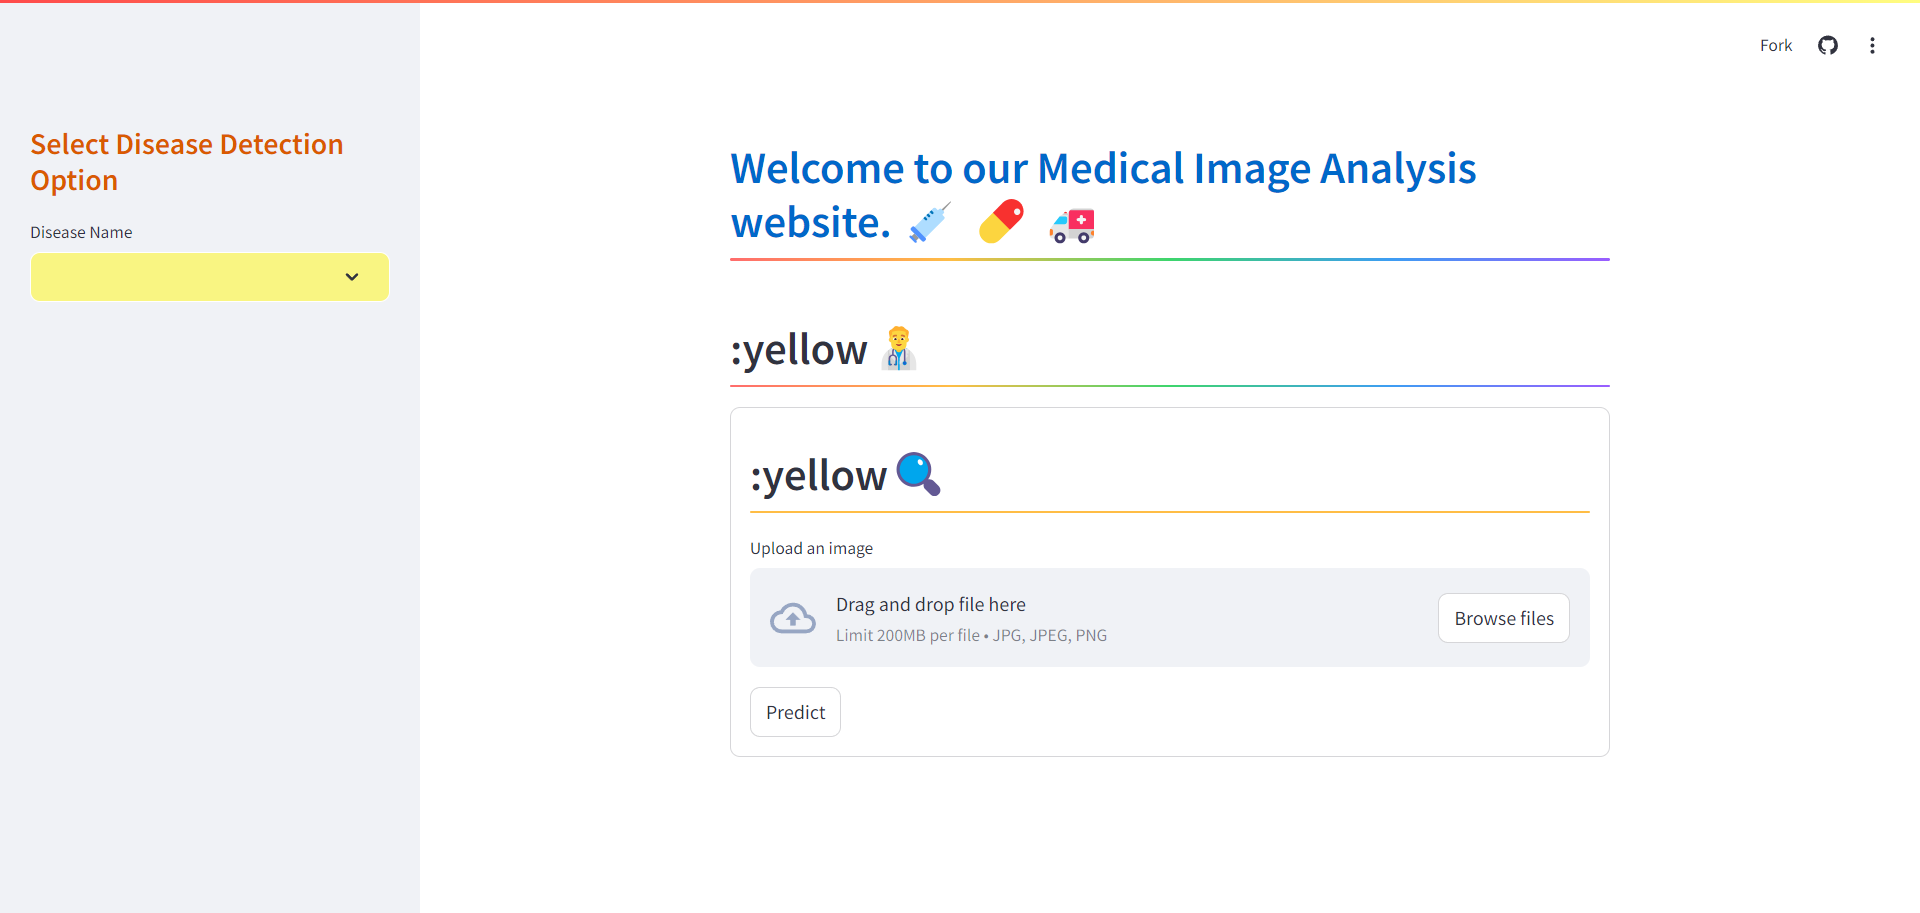 Fork
Select Disease Detection
Option
Disease Name
Welcome to our Medical Image Analysis
website.
:yellow
:yellow
Upload an image
Drag and drop file here
Limit 200MB per file • JPG, JPEG, PNG
Browse files
Predict